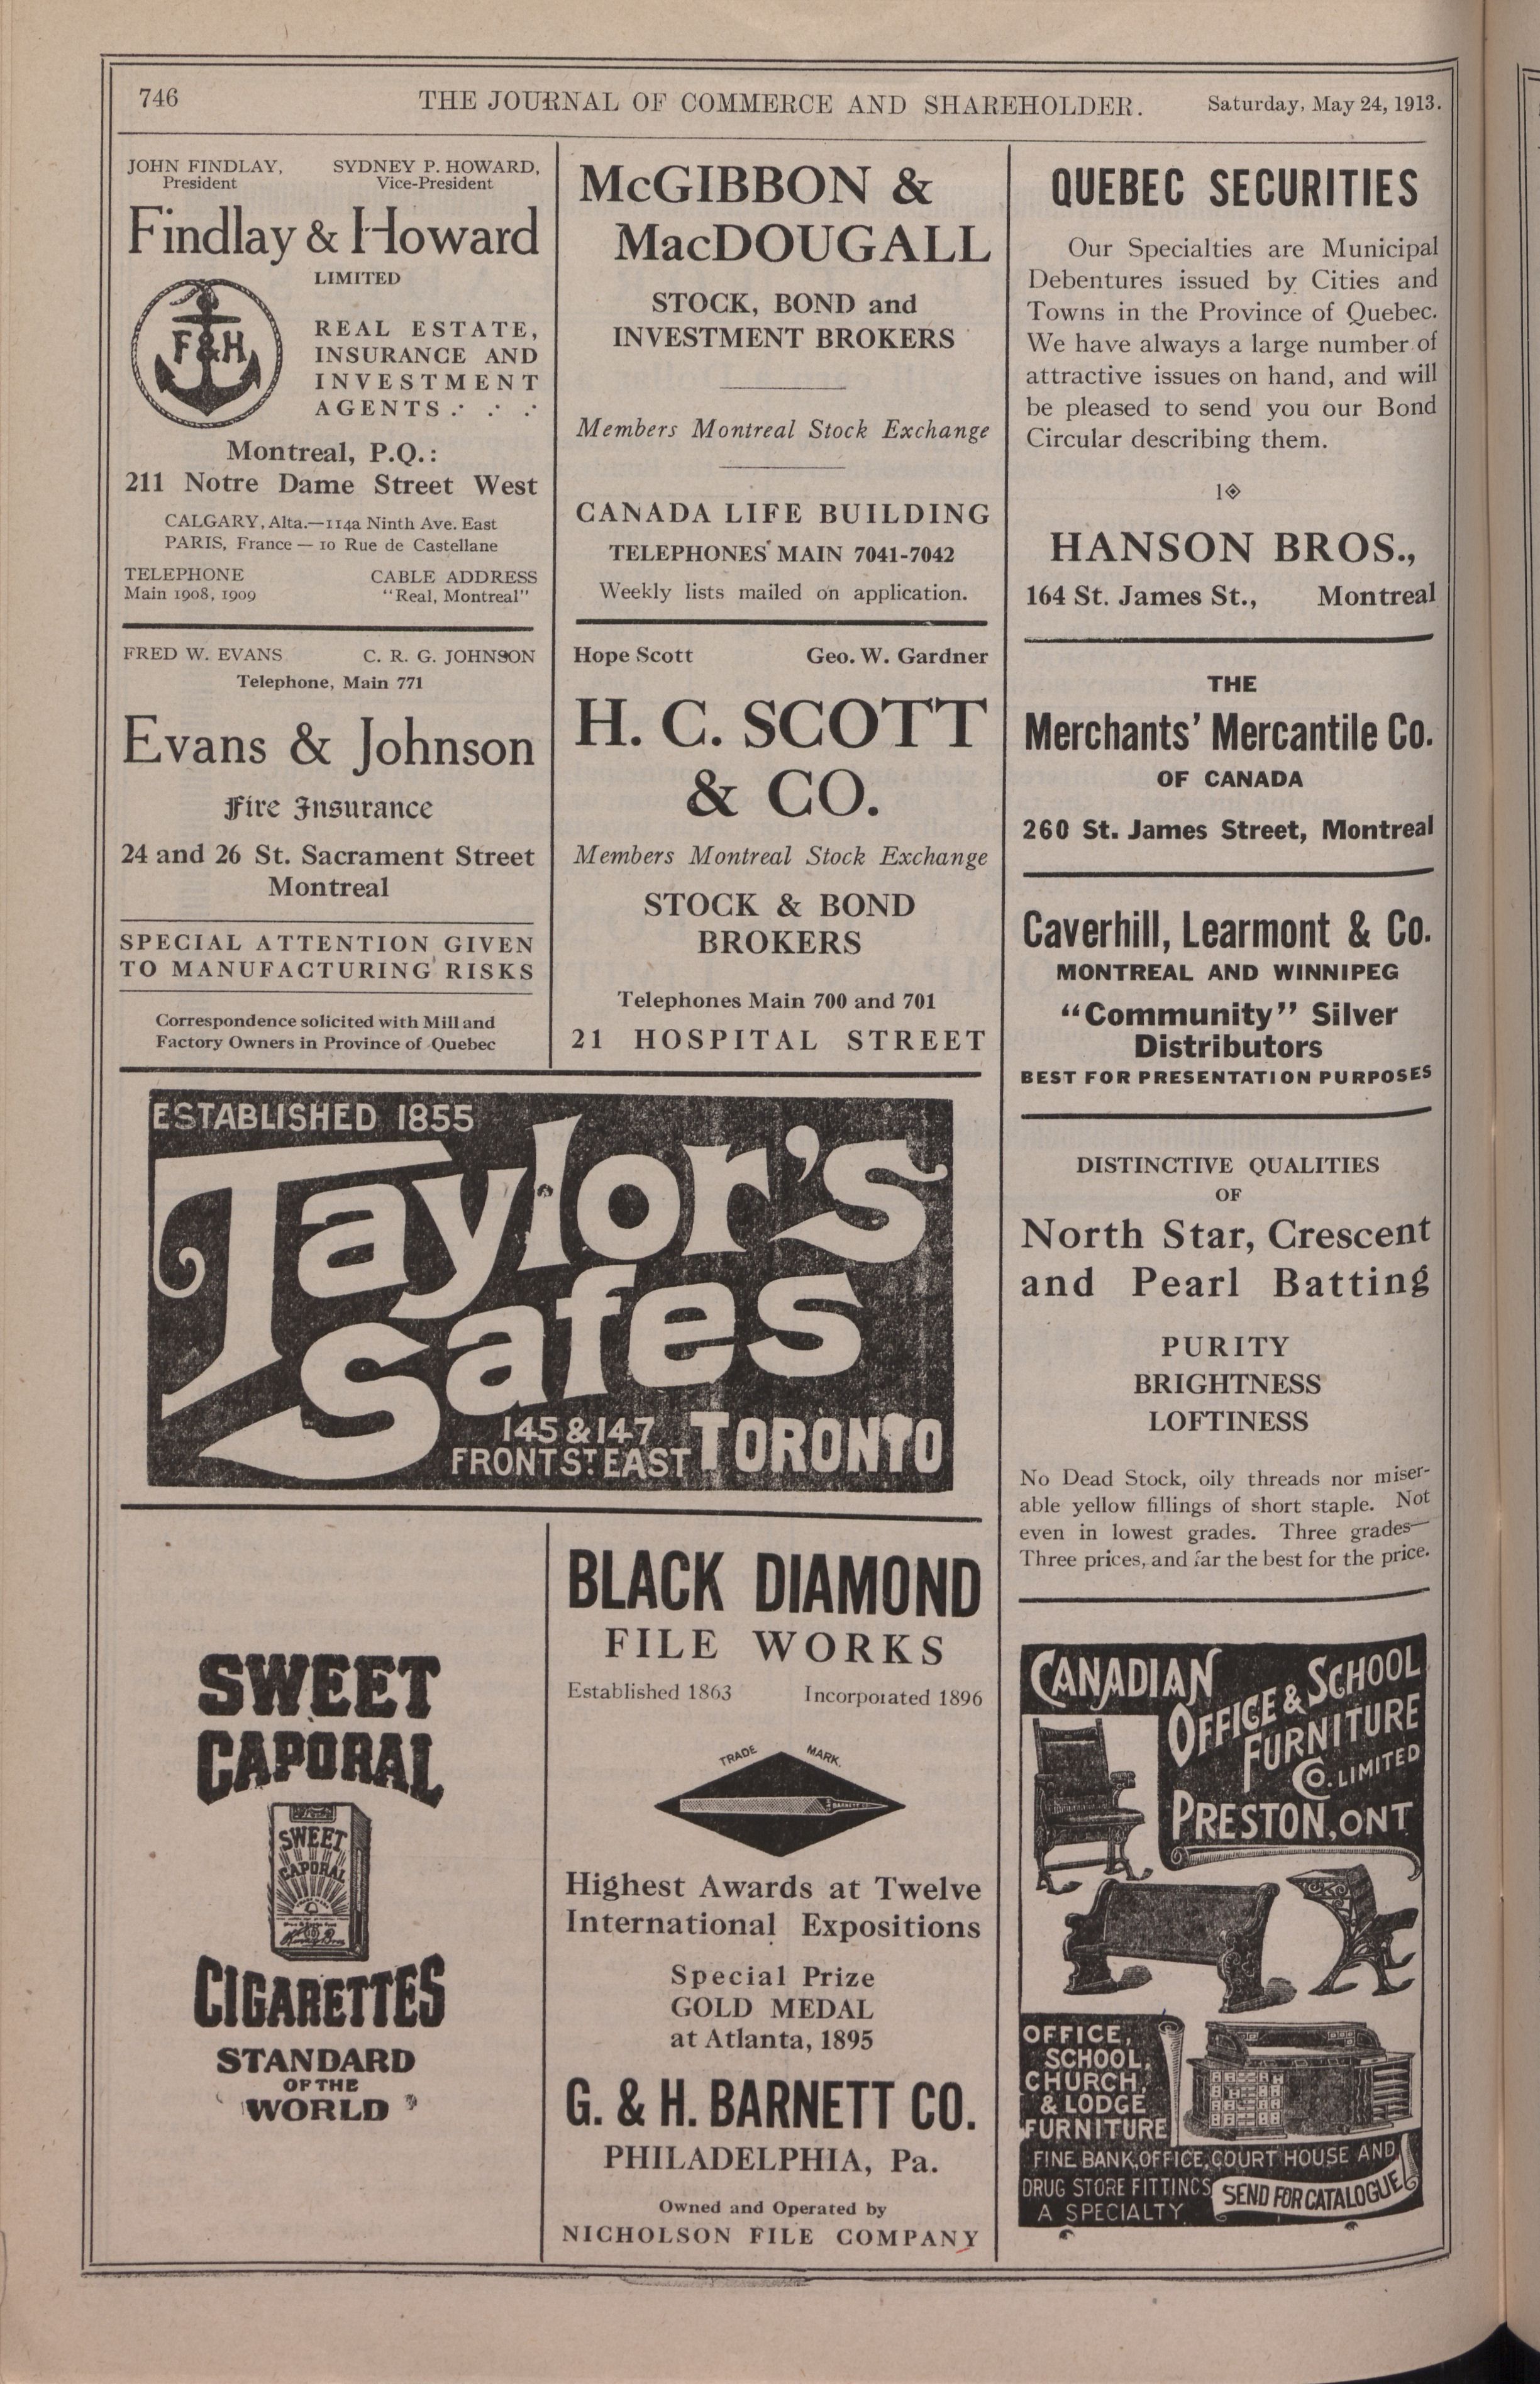 746
THE JOURNAL OF COMMERCE AND SHAREHOLDER.
Saturday, May 24, 1913.
JOHN FINDLAY, SYDNEY P. HOWARD,
President Vice-President
Findlay & Howard
LIMITED
F&H
REAL ESTATE,
INSURANCE AND
INVESTMENT
AGENTS
Montreal, P.Q.:
211 Notre Dame Street West
CALGARY, Alta.—114a Ninth Ave. East
PARIS, France — 10 Rue de Castellane
TELEPHONE CABLE ADDRESS
Main 1908, 1909 "Real, Montreal"
FRED W. EVANS C. R. G. JOHNSON
Telephone, Main 771
Evans & Johnson
Fire Insurance
24 and 26 St. Sacrament Street
Montreal
SPECIAL ATTENTION GIVEN
TO MANUFACTURING RISKS
Correspondence solicited with Mill and
Factory Owners in Province of Quebec
McGIBBON &
MacDOUGALL
STOCK, BOND and
INVESTMENT BROKERS
Members Montreal Stock Exchange
CANADA LIFE BUILDING
TELEPHONES MAIN 7041-7042
Weekly lists mailed on application.
Hope Scott Geo. W. Gardner
H. C. SCOTT
& CO.
Members Montreal Stock Exchange
STOCK & BOND
BROKERS
Telephones Main 700 and 701
21 HOSPITAL STREET
ESTABLISHED 1855
Taylor's
Safes
145 & 147
FRONT ST. EAST TORONTO
SWEET
CAPORAL
SWEET
CAPORAL
CIGARETTES
STANDARD
OF THE
WORLD
BLACK DIAMOND
FILE WORKS
Established 1863 Incorporated 1896
TRADE MARK.
BARNETT
Highest Awards at Twelve
International Expositions
Special Prize
GOLD MEDAL
at Atlanta, 1895
G. & H. BARNETT CO.
PHILADELPHIA, Pa.
Owned and Operated by
NICHOLSON FILE COMPANY
QUEBEC SECURITIES
Our Specialties are Municipal
Debentures issued by Cities and
Towns in the Province of Quebec.
We have always a large number of
attractive issues on hand, and will
be pleased to send you our Bond
Circular describing them.
HANSON BROS.,
164 St. James St., Montreal
THE
Merchants' Mercantile Co.
OF CANADA
260 St. James Street, Montreal
Caverhill, Learmont & Co.
MONTREAL AND WINNIPEG
"Community" Silver
Distributors
BEST FOR PRESENTATION PURPOSES
DISTINCTIVE QUALITIES
OF
North Star, Crescent
and Pearl Batting
PURITY
BRIGHTNESS
LOFTINESS
No Dead Stock, oily threads nor miser-
able yellow fillings of short staple. Not
even in lowest grades. Three grades—
Three prices, and far the best for the price.
CANADIAN
OFFICE & SCHOOL
FURNITURE
CO. LIMITED
PRESTON, ONT
OFFICE,
SCHOOL,
CHURCH,
& LODGE
FURNITURE
FINE BANK, OFFICE, COURT HOUSE AND
DRUG STORE FITTINGS
A SPECIALTY.
SEND FOR CATALOGUE